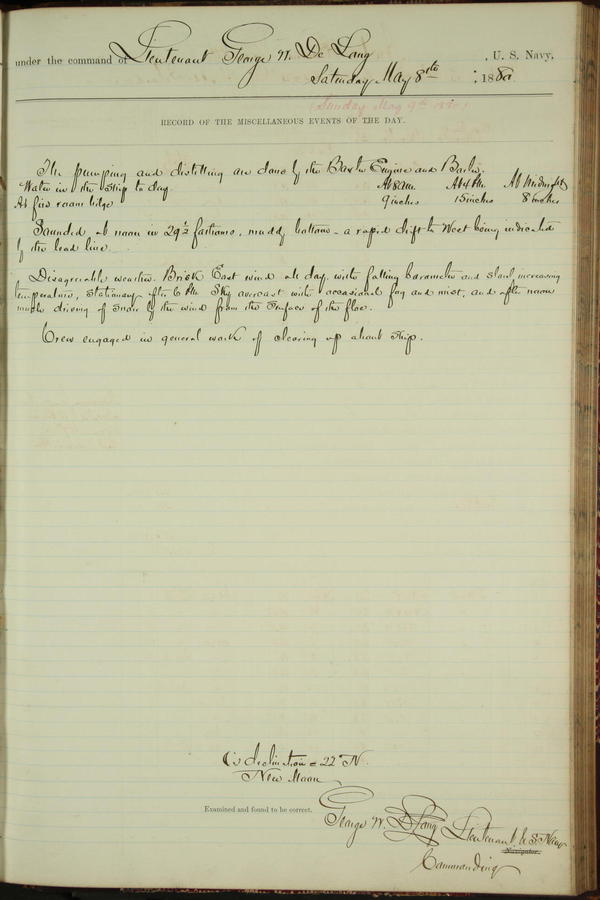 under the command of Lieutenant George W. De Long, U. S. Navy,
Saturday May 8th, 1880
(Sunday May 9th 1880)
RECORD OF THE MISCELLANEOUS EVENTS OF THE DAY.
The pumping and distilling are done by the Baxter Engine and Boiler.
Water in the Ship to day At 8 AM. At 4 PM At Midnight
At fire room bilge 9 inches 15 inches 8 inches
Sounded at noon in 29½ fathoms, muddy bottom – a rapid drift to West being indicated
by the lead line.
Disagreeable weather. Brisk East wind all day, with falling barometer and slowly increasing
temperature, stationary after 6 PM. Sky overcast with occasional fog and mist, and after noon
much driving of snow by the wind from the surface of the floe.
Crew engaged in general work of clearing up about Ship.
☾'s declination = 22° N.
New Moon
Examined and found to be correct.
George W. De Long Lieutenant U.S. Navy
Navigator.
Commanding